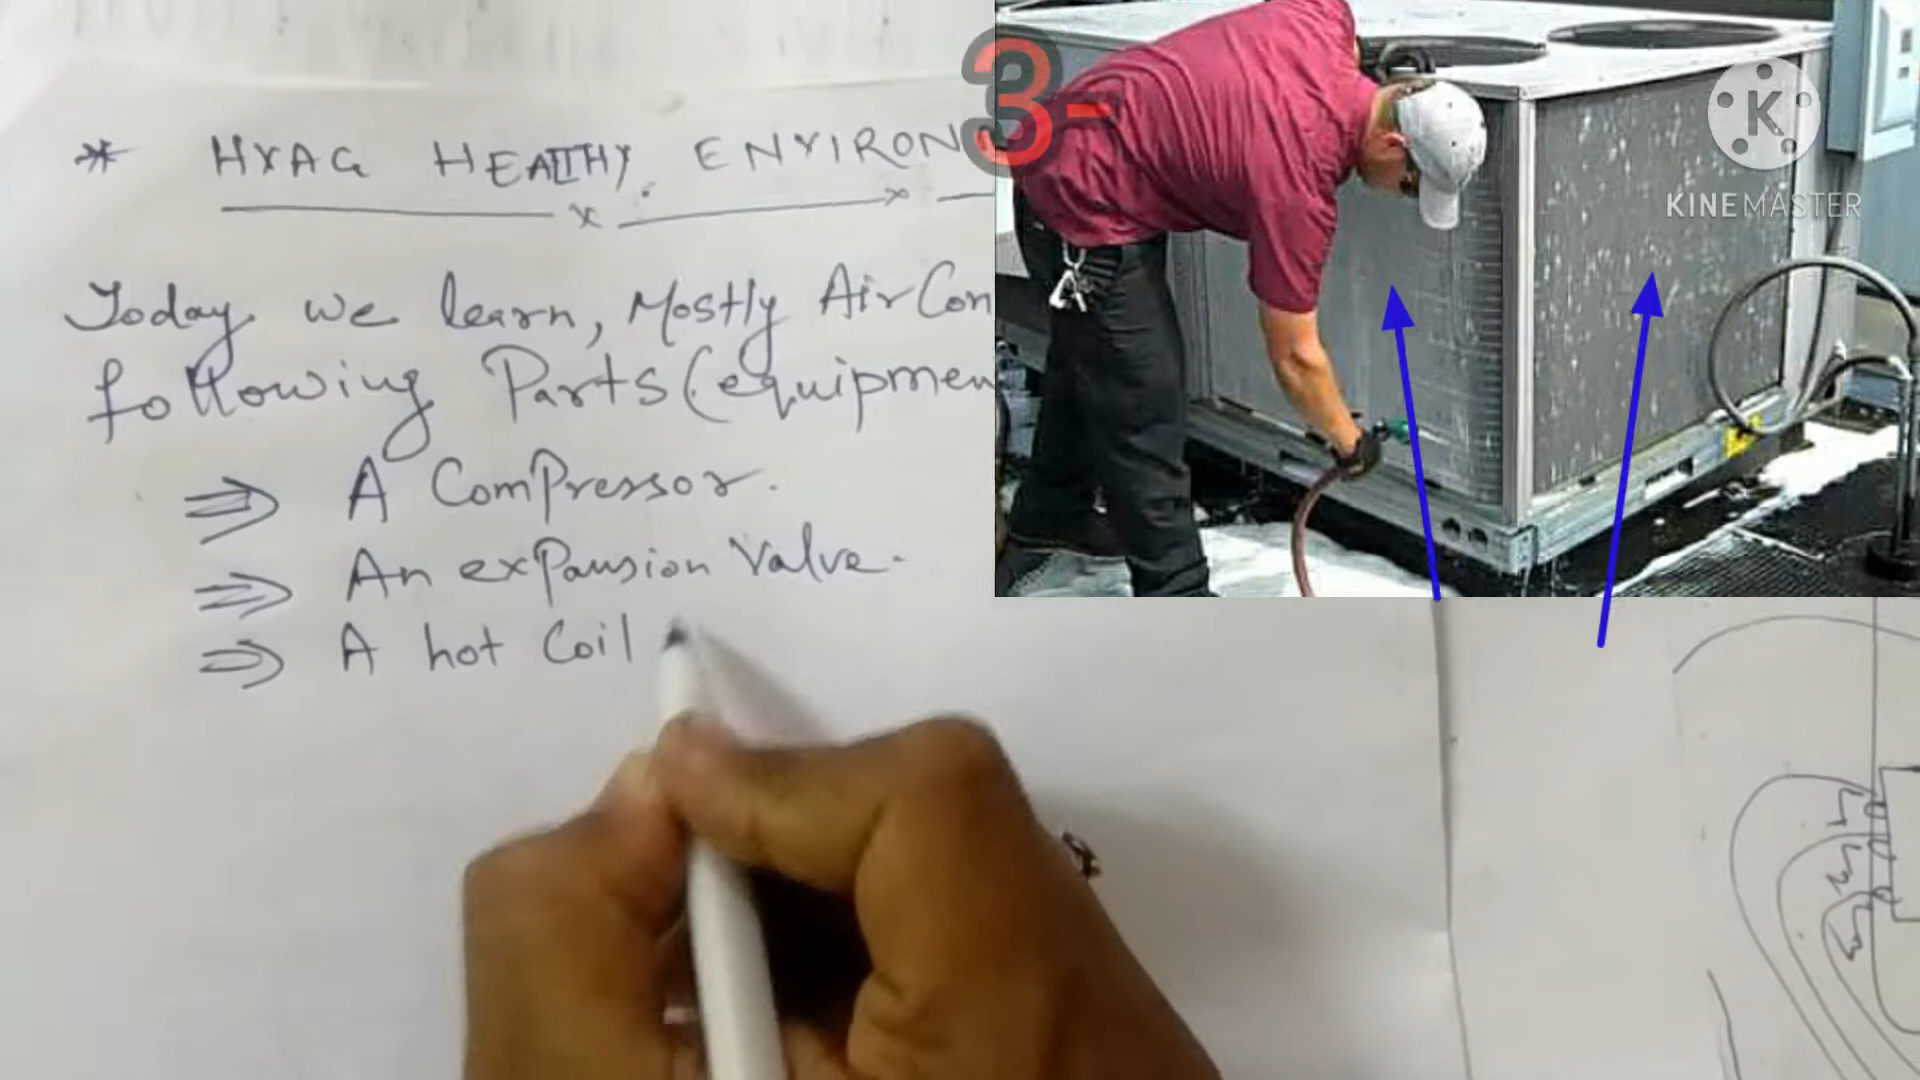 * HVAC HEALTHY. ENVIRON
Today we learn, Mostly Air Con
following Parts (equipmen
⇒ A Compressor.
⇒ An expansion Valve.
⇒ A hot Coil
3-
K
KINEMASTER